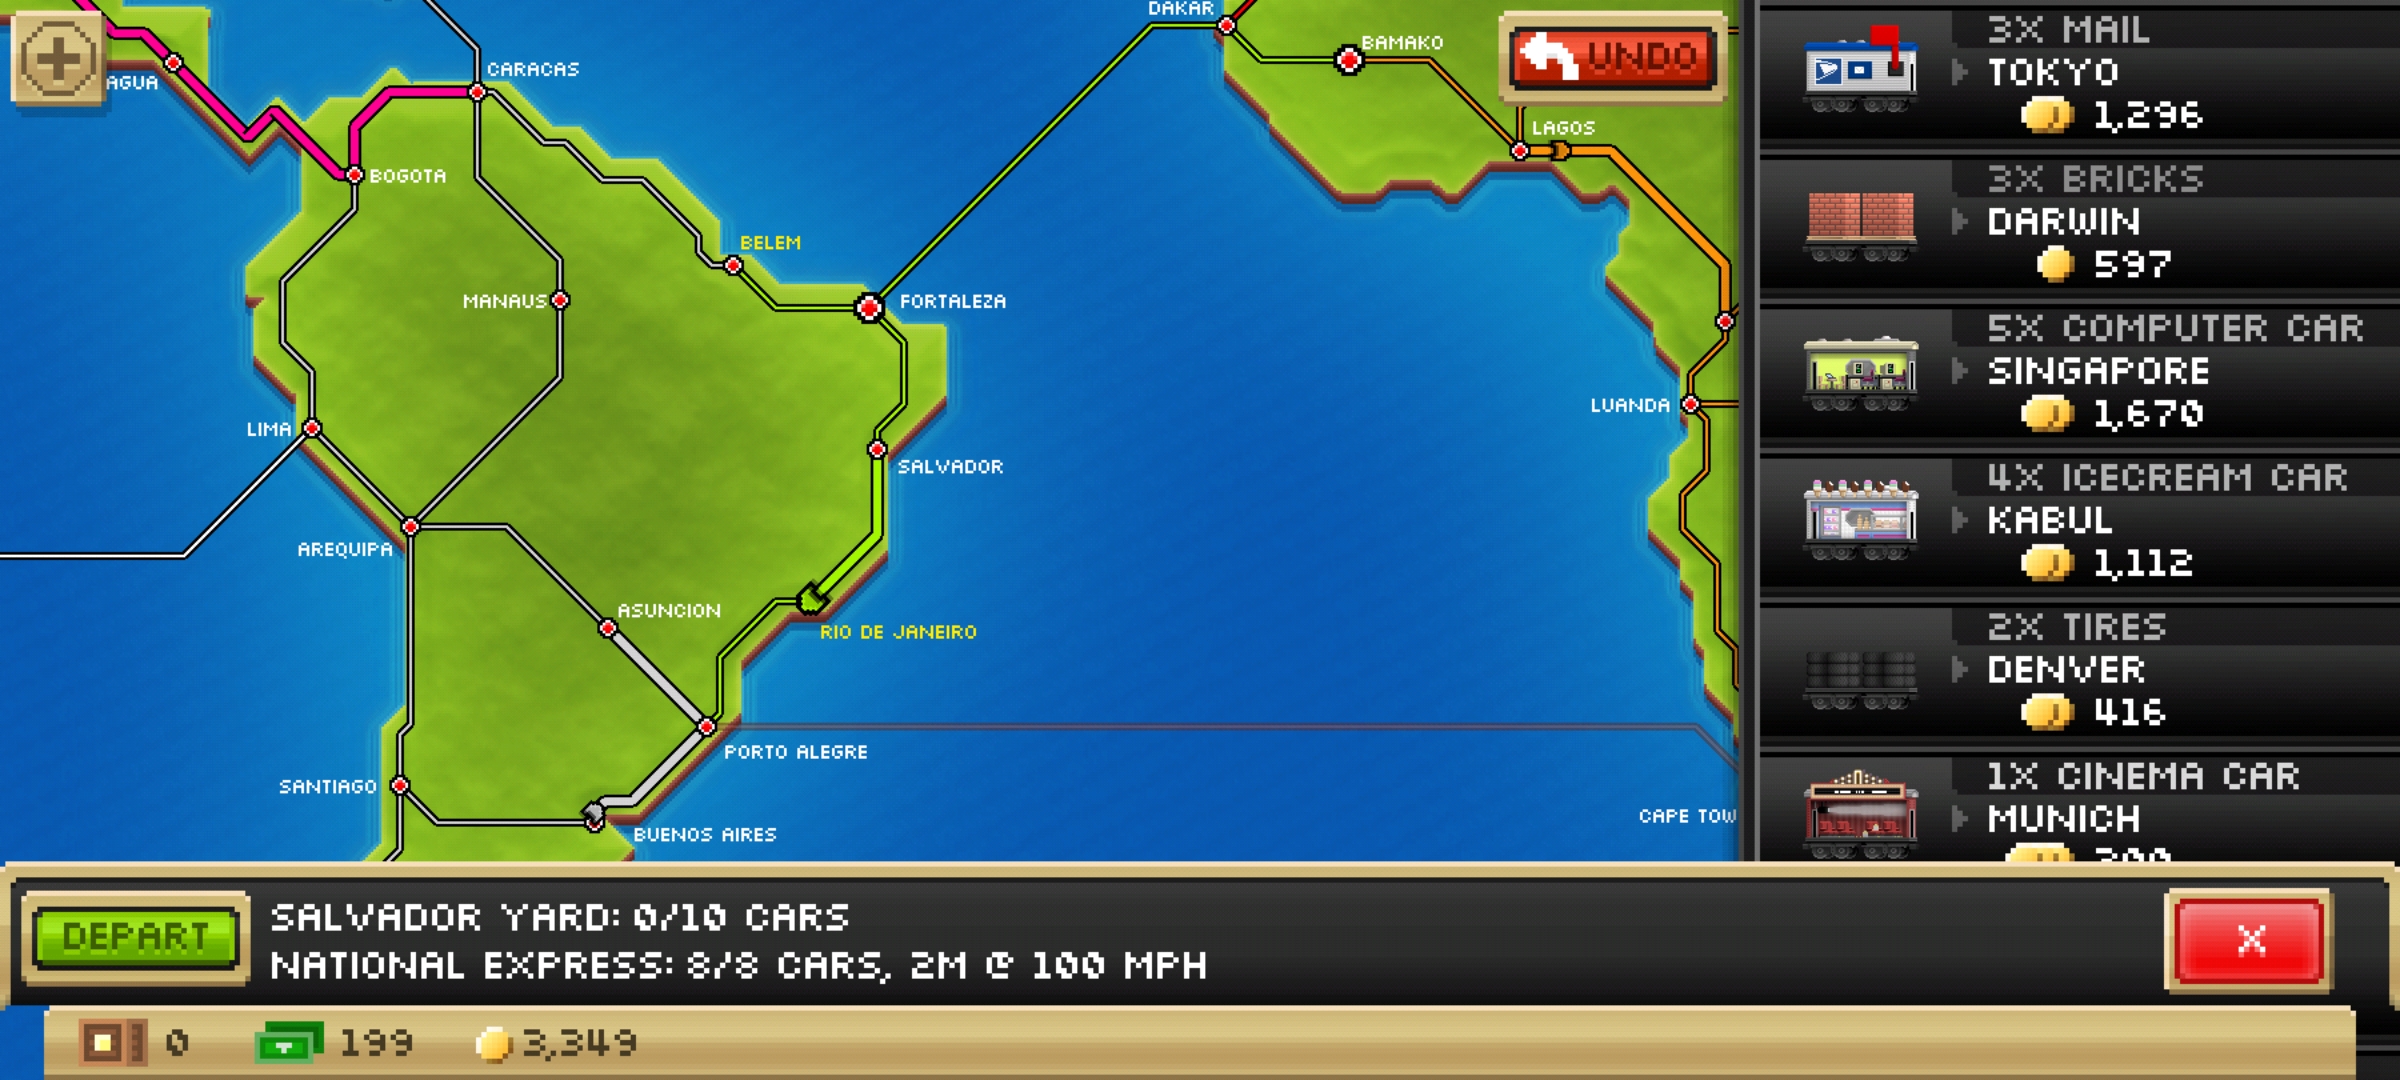 DAKAR
BAMAKO
UNDO
CARACAS
AGUA
LAGOS
BOGOTA
BELEM
MANAUS
FORTALEZA
LUANDA
LIMA
SALVADOR
AREQUIPA
ASUNCION
RIO DE JANEIRO
PORTO ALEGRE
SANTIAGO
CAPE TOW
BUENOS AIRES
3X MAIL
TOKYO
1,296
3X BRICKS
DARWIN
597
5X COMPUTER CAR
SINGAPORE
1,670
4X ICECREAM CAR
KABUL
1,112
2X TIRES
DENVER
416
1X CINEMA CAR
MUNICH
DEPART
SALVADOR YARD: 0/10 CARS
NATIONAL EXPRESS: 8/8 CARS, 2M @ 100 MPH
X
0
199
3,349